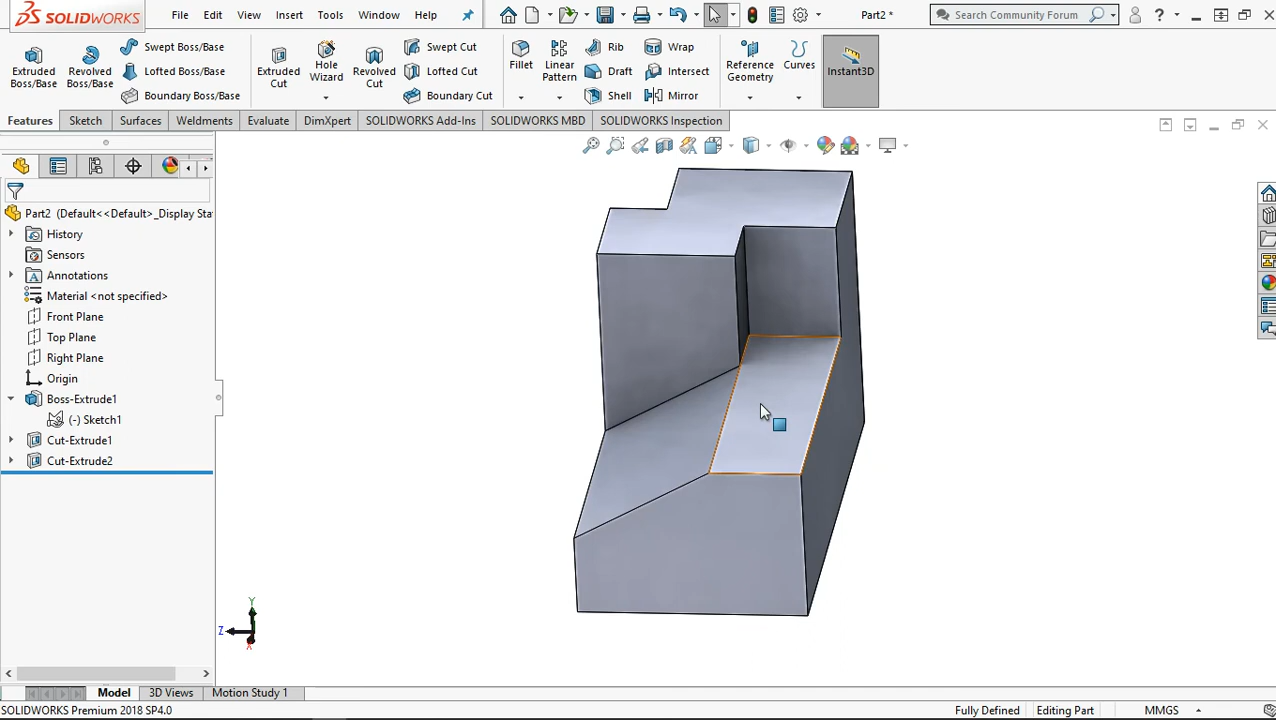 SOLIDWORKS File Edit View Insert Tools Window Help Part2 * Search Community Forum ?
Extruded Boss/Base Revolved Boss/Base Swept Boss/Base Lofted Boss/Base Boundary Boss/Base Extruded Cut Hole Wizard Revolved Cut Swept Cut Lofted Cut Boundary Cut Fillet Linear Pattern Rib Draft Shell Wrap Intersect Mirror Reference Geometry Curves Instant3D
Features Sketch Surfaces Weldments Evaluate DimXpert SOLIDWORKS Add-Ins SOLIDWORKS MBD SOLIDWORKS Inspection
Part2 (Default<<Default>_Display Sta
History
Sensors
Annotations
Material <not specified>
Front Plane
Top Plane
Right Plane
Origin
Boss-Extrude1
(-) Sketch1
Cut-Extrude1
Cut-Extrude2
Y
Z
X
Model 3D Views Motion Study 1
SOLIDWORKS Premium 2018 SP4.0 Fully Defined Editing Part MMGS